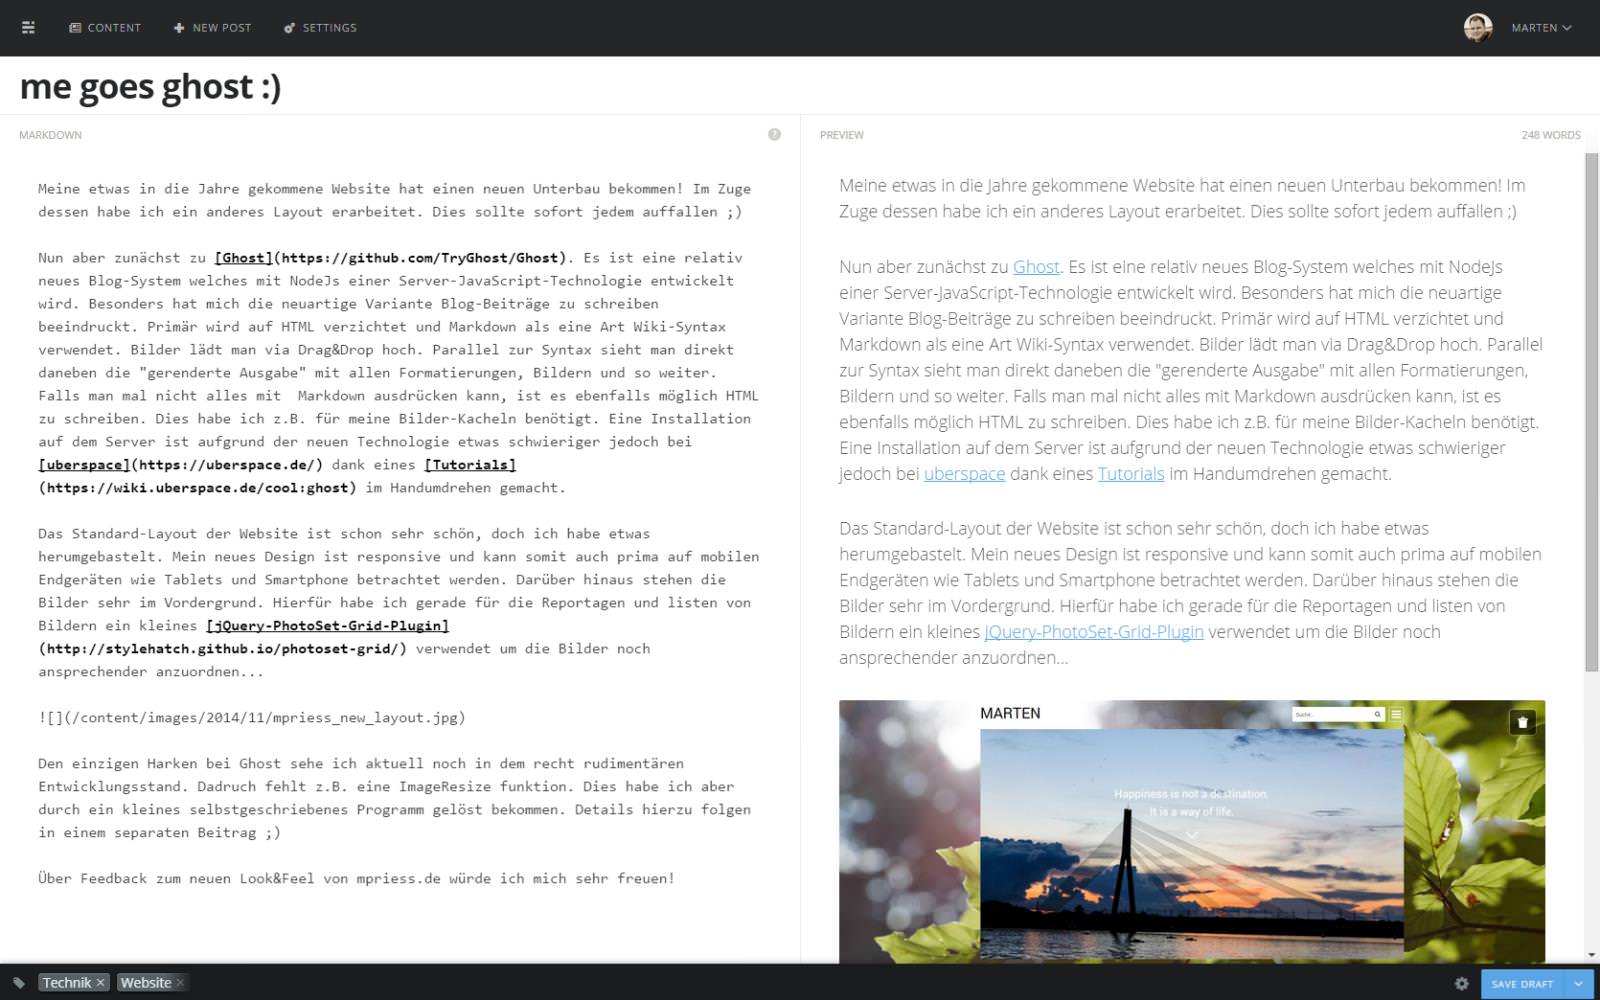 CONTENT NEW POST SETTINGS MARTEN
me goes ghost :)
MARKDOWN ?
Meine etwas in die Jahre gekommene Website hat einen neuen Unterbau bekommen! Im Zuge
dessen habe ich ein anderes Layout erarbeitet. Dies sollte sofort jedem auffallen ;)
Nun aber zunächst zu [Ghost](https://github.com/TryGhost/Ghost). Es ist eine relativ
neues Blog-System welches mit NodeJs einer Server-JavaScript-Technologie entwickelt
wird. Besonders hat mich die neuartige Variante Blog-Beiträge zu schreiben
beeindruckt. Primär wird auf HTML verzichtet und Markdown als eine Art Wiki-Syntax
verwendet. Bilder lädt man via Drag&Drop hoch. Parallel zur Syntax sieht man direkt
daneben die "gerenderte Ausgabe" mit allen Formatierungen, Bildern und so weiter.
Falls man mal nicht alles mit  Markdown ausdrücken kann, ist es ebenfalls möglich HTML
zu schreiben. Dies habe ich z.B. für meine Bilder-Kacheln benötigt. Eine Installation
auf dem Server ist aufgrund der neuen Technologie etwas schwieriger jedoch bei
[uberspace](https://uberspace.de/) dank eines [Tutorials]
(https://wiki.uberspace.de/cool:ghost) im Handumdrehen gemacht.
Das Standard-Layout der Website ist schon sehr schön, doch ich habe etwas
herumgebastelt. Mein neues Design ist responsive und kann somit auch prima auf mobilen
Endgeräten wie Tablets und Smartphone betrachtet werden. Darüber hinaus stehen die
Bilder sehr im Vordergrund. Hierfür habe ich gerade für die Reportagen und listen von
Bildern ein kleines [jQuery-PhotoSet-Grid-Plugin]
(http://stylehatch.github.io/photoset-grid/) verwendet um die Bilder noch
ansprechender anzuordnen...
![](/content/images/2014/11/mpriess_new_layout.jpg)
Den einzigen Harken bei Ghost sehe ich aktuell noch in dem recht rudimentären
Entwicklungsstand. Dadruch fehlt z.B. eine ImageResize funktion. Dies habe ich aber
durch ein kleines selbstgeschriebenes Programm gelöst bekommen. Details hierzu folgen
in einem separaten Beitrag ;)
Über Feedback zum neuen Look&Feel von mpriess.de würde ich mich sehr freuen!
PREVIEW 248 WORDS
Meine etwas in die Jahre gekommene Website hat einen neuen Unterbau bekommen! Im
Zuge dessen habe ich ein anderes Layout erarbeitet. Dies sollte sofort jedem auffallen ;)
Nun aber zunächst zu Ghost. Es ist eine relativ neues Blog-System welches mit NodeJs
einer Server-JavaScript-Technologie entwickelt wird. Besonders hat mich die neuartige
Variante Blog-Beiträge zu schreiben beeindruckt. Primär wird auf HTML verzichtet und
Markdown als eine Art Wiki-Syntax verwendet. Bilder lädt man via Drag&Drop hoch. Parallel
zur Syntax sieht man direkt daneben die "gerenderte Ausgabe" mit allen Formatierungen,
Bildern und so weiter. Falls man mal nicht alles mit Markdown ausdrücken kann, ist es
ebenfalls möglich HTML zu schreiben. Dies habe ich z.B. für meine Bilder-Kacheln benötigt.
Eine Installation auf dem Server ist aufgrund der neuen Technologie etwas schwieriger
jedoch bei uberspace dank eines Tutorials im Handumdrehen gemacht.
Das Standard-Layout der Website ist schon sehr schön, doch ich habe etwas
herumgebastelt. Mein neues Design ist responsive und kann somit auch prima auf mobilen
Endgeräten wie Tablets und Smartphone betrachtet werden. Darüber hinaus stehen die
Bilder sehr im Vordergrund. Hierfür habe ich gerade für die Reportagen und listen von
Bildern ein kleines jQuery-PhotoSet-Grid-Plugin verwendet um die Bilder noch
ansprechender anzuordnen...
MARTEN Suche...
Happiness is not a destination.
It is a way of life.
Technik × Website × SAVE DRAFT